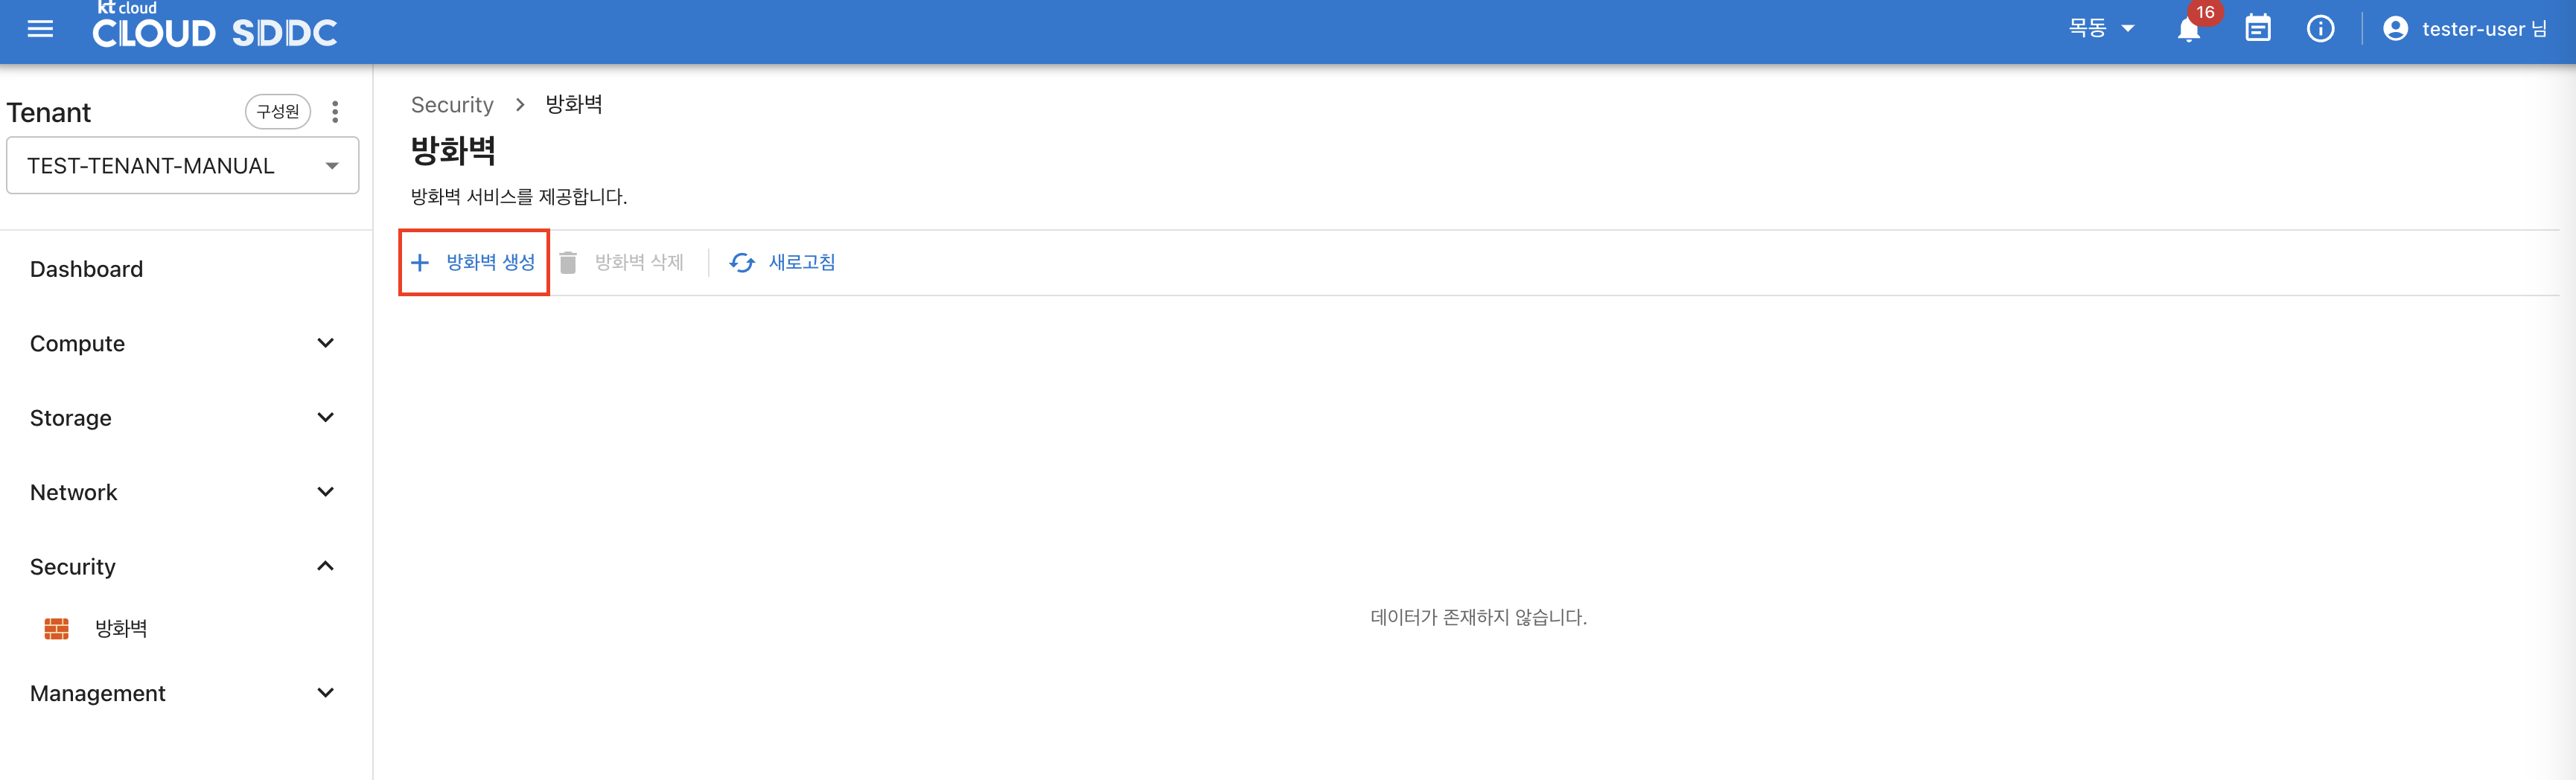 kt cloud
CLOUD SDDC
목동
16
tester-user 님
Tenant
구성원
TEST-TENANT-MANUAL
Dashboard
Compute
Storage
Network
Security
방화벽
Management
Security > 방화벽
방화벽
방화벽 서비스를 제공합니다.
+ 방화벽 생성 방화벽 삭제 새로고침
데이터가 존재하지 않습니다.